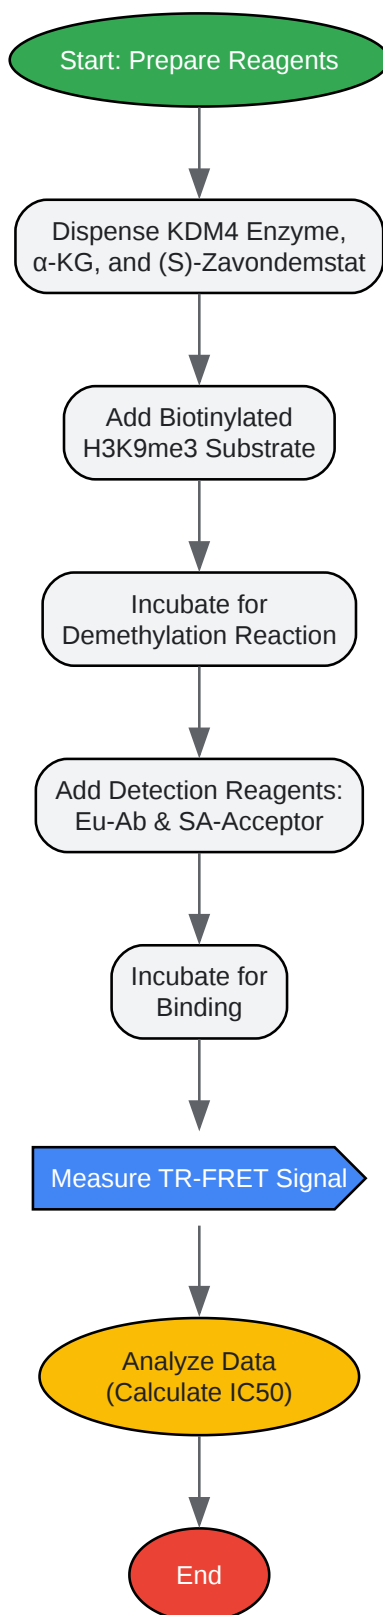 Start: Prepare Reagents
Dispense KDM4 Enzyme,
α-KG, and (S)-Zavondemstat
Add Biotinylated
H3K9me3 Substrate
Incubate for
Demethylation Reaction
Add Detection Reagents:
Eu-Ab & SA-Acceptor
Incubate for
Binding
Measure TR-FRET Signal
Analyze Data
(Calculate IC50)
End